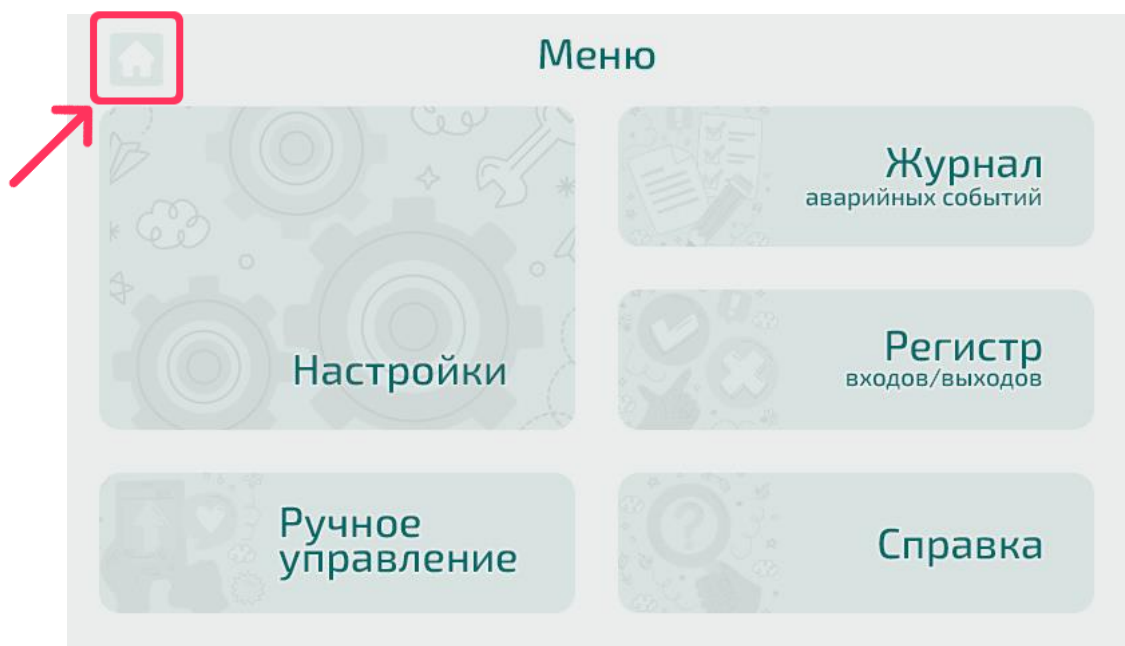 Меню
Настройки
Журнал
аварийных событий
Регистр
входов/выходов
Ручное
управление
Справка